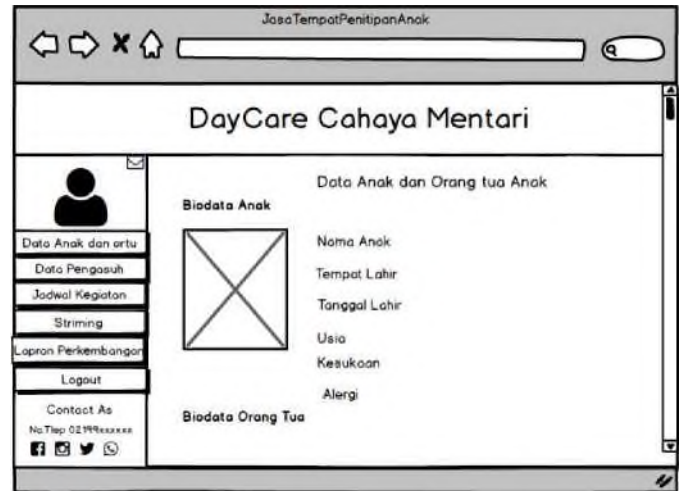 JasaTempatPenitipanAnak
DayCare Cahaya Mentari
Data Anak dan ortu
Data Pengasuh
Jadwal Kegiatan
Striming
Lapran Perkembangan
Logout
Contact As
No.Tlep 02199xxxxxx
Data Anak dan Orang tua Anak
Biodata Anak
Nama Anak
Tempat Lahir
Tanggal Lahir
Usia
Kesukaan
Alergi
Biodata Orang Tua